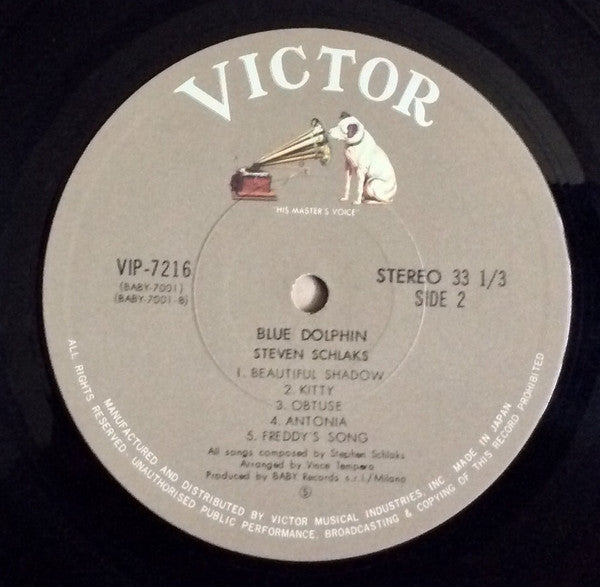 VICTOR
"HIS MASTER'S VOICE"
VIP-7216
(BABY-7001)
(BABY-7001-B)
STEREO 33 1/3
SIDE 2
BLUE DOLPHIN
STEVEN SCHLAKS
1. BEAUTIFUL SHADOW
2. KITTY
3. OBTUSE
4. ANTONIA
5. FREDDY'S SONG
All songs composed by Stephen Schlaks
Arranged by Vince Tempera
Produced by BABY Records s.r.l/Milano
S
MANUFACTURED AND DISTRIBUTED BY VICTOR MUSICAL INDUSTRIES, INC. MADE IN JAPAN
ALL RIGHTS RESERVED. UNAUTHORISED PUBLIC PERFORMANCE, BROADCASTING & COPYING OF THIS RECORD PROHIBITED